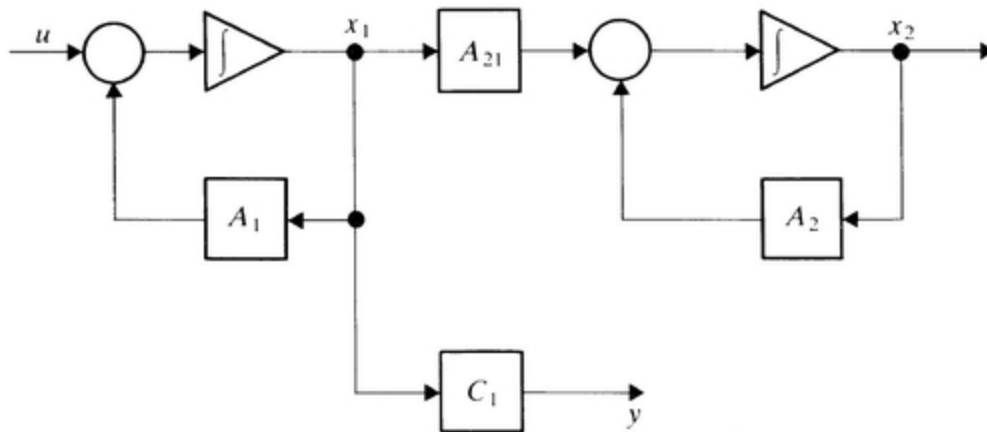 u
∫
x₁
A₂₁
∫
x₂
A₁
A₂
C₁
y